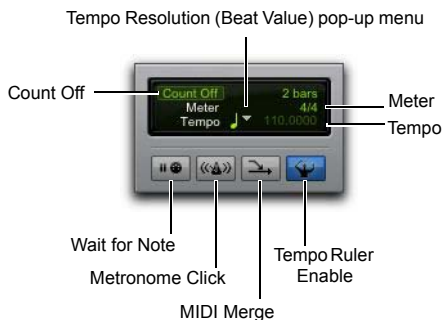 Tempo Resolution (Beat Value) pop-up menu
Count Off
Count Off 2 bars
Meter 4/4
Tempo 110.0000
Meter
Tempo
Wait for Note
Metronome Click
MIDI Merge
Tempo Ruler
Enable